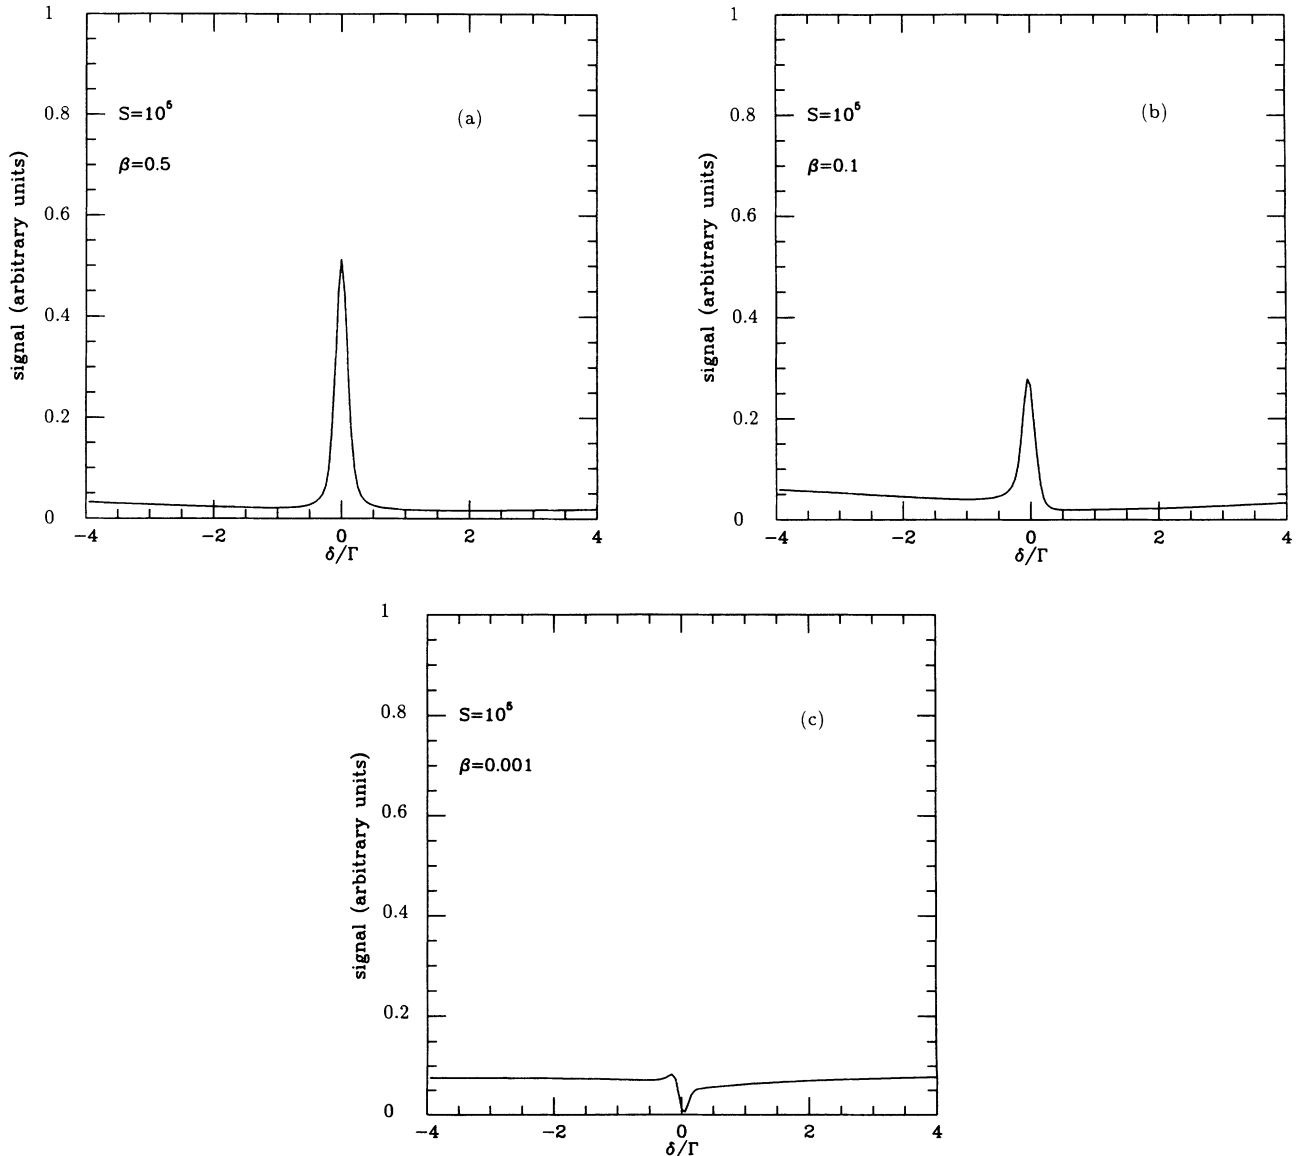 1
0.8
0.6
0.4
0.2
0
signal (arbitrary units)
S=10⁵
β=0.5
(a)
−4
−2
0
2
4
δ/Γ
1
0.8
0.6
0.4
0.2
0
signal (arbitrary units)
S=10⁵
β=0.1
(b)
−4
−2
0
2
4
δ/Γ
1
0.8
0.6
0.4
0.2
0
signal (arbitrary units)
S=10⁵
β=0.001
(c)
−4
−2
0
2
4
δ/Γ